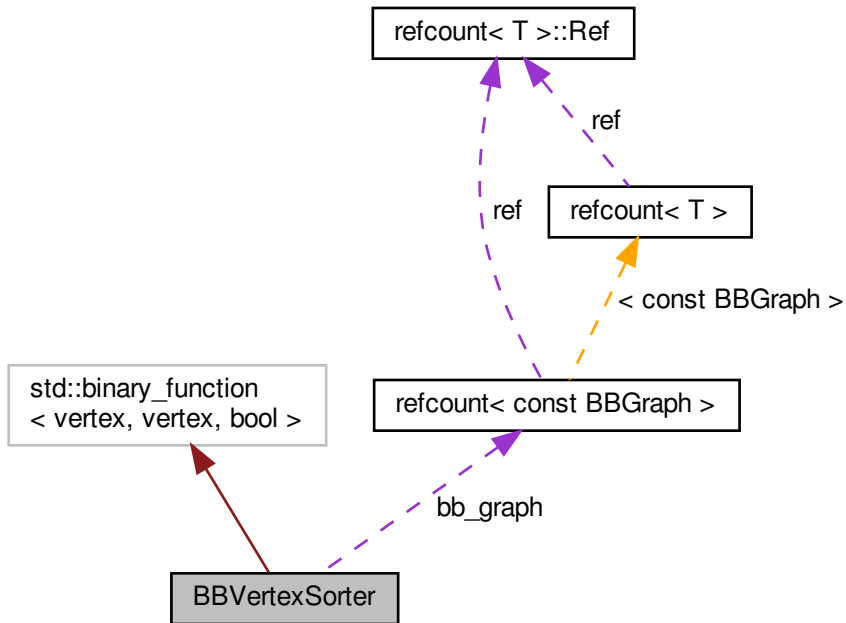 refcount< T >::Ref
ref
refcount< T >
ref
< const BBGraph >
std::binary_function
< vertex, vertex, bool >
refcount< const BBGraph >
bb_graph
BBVertexSorter